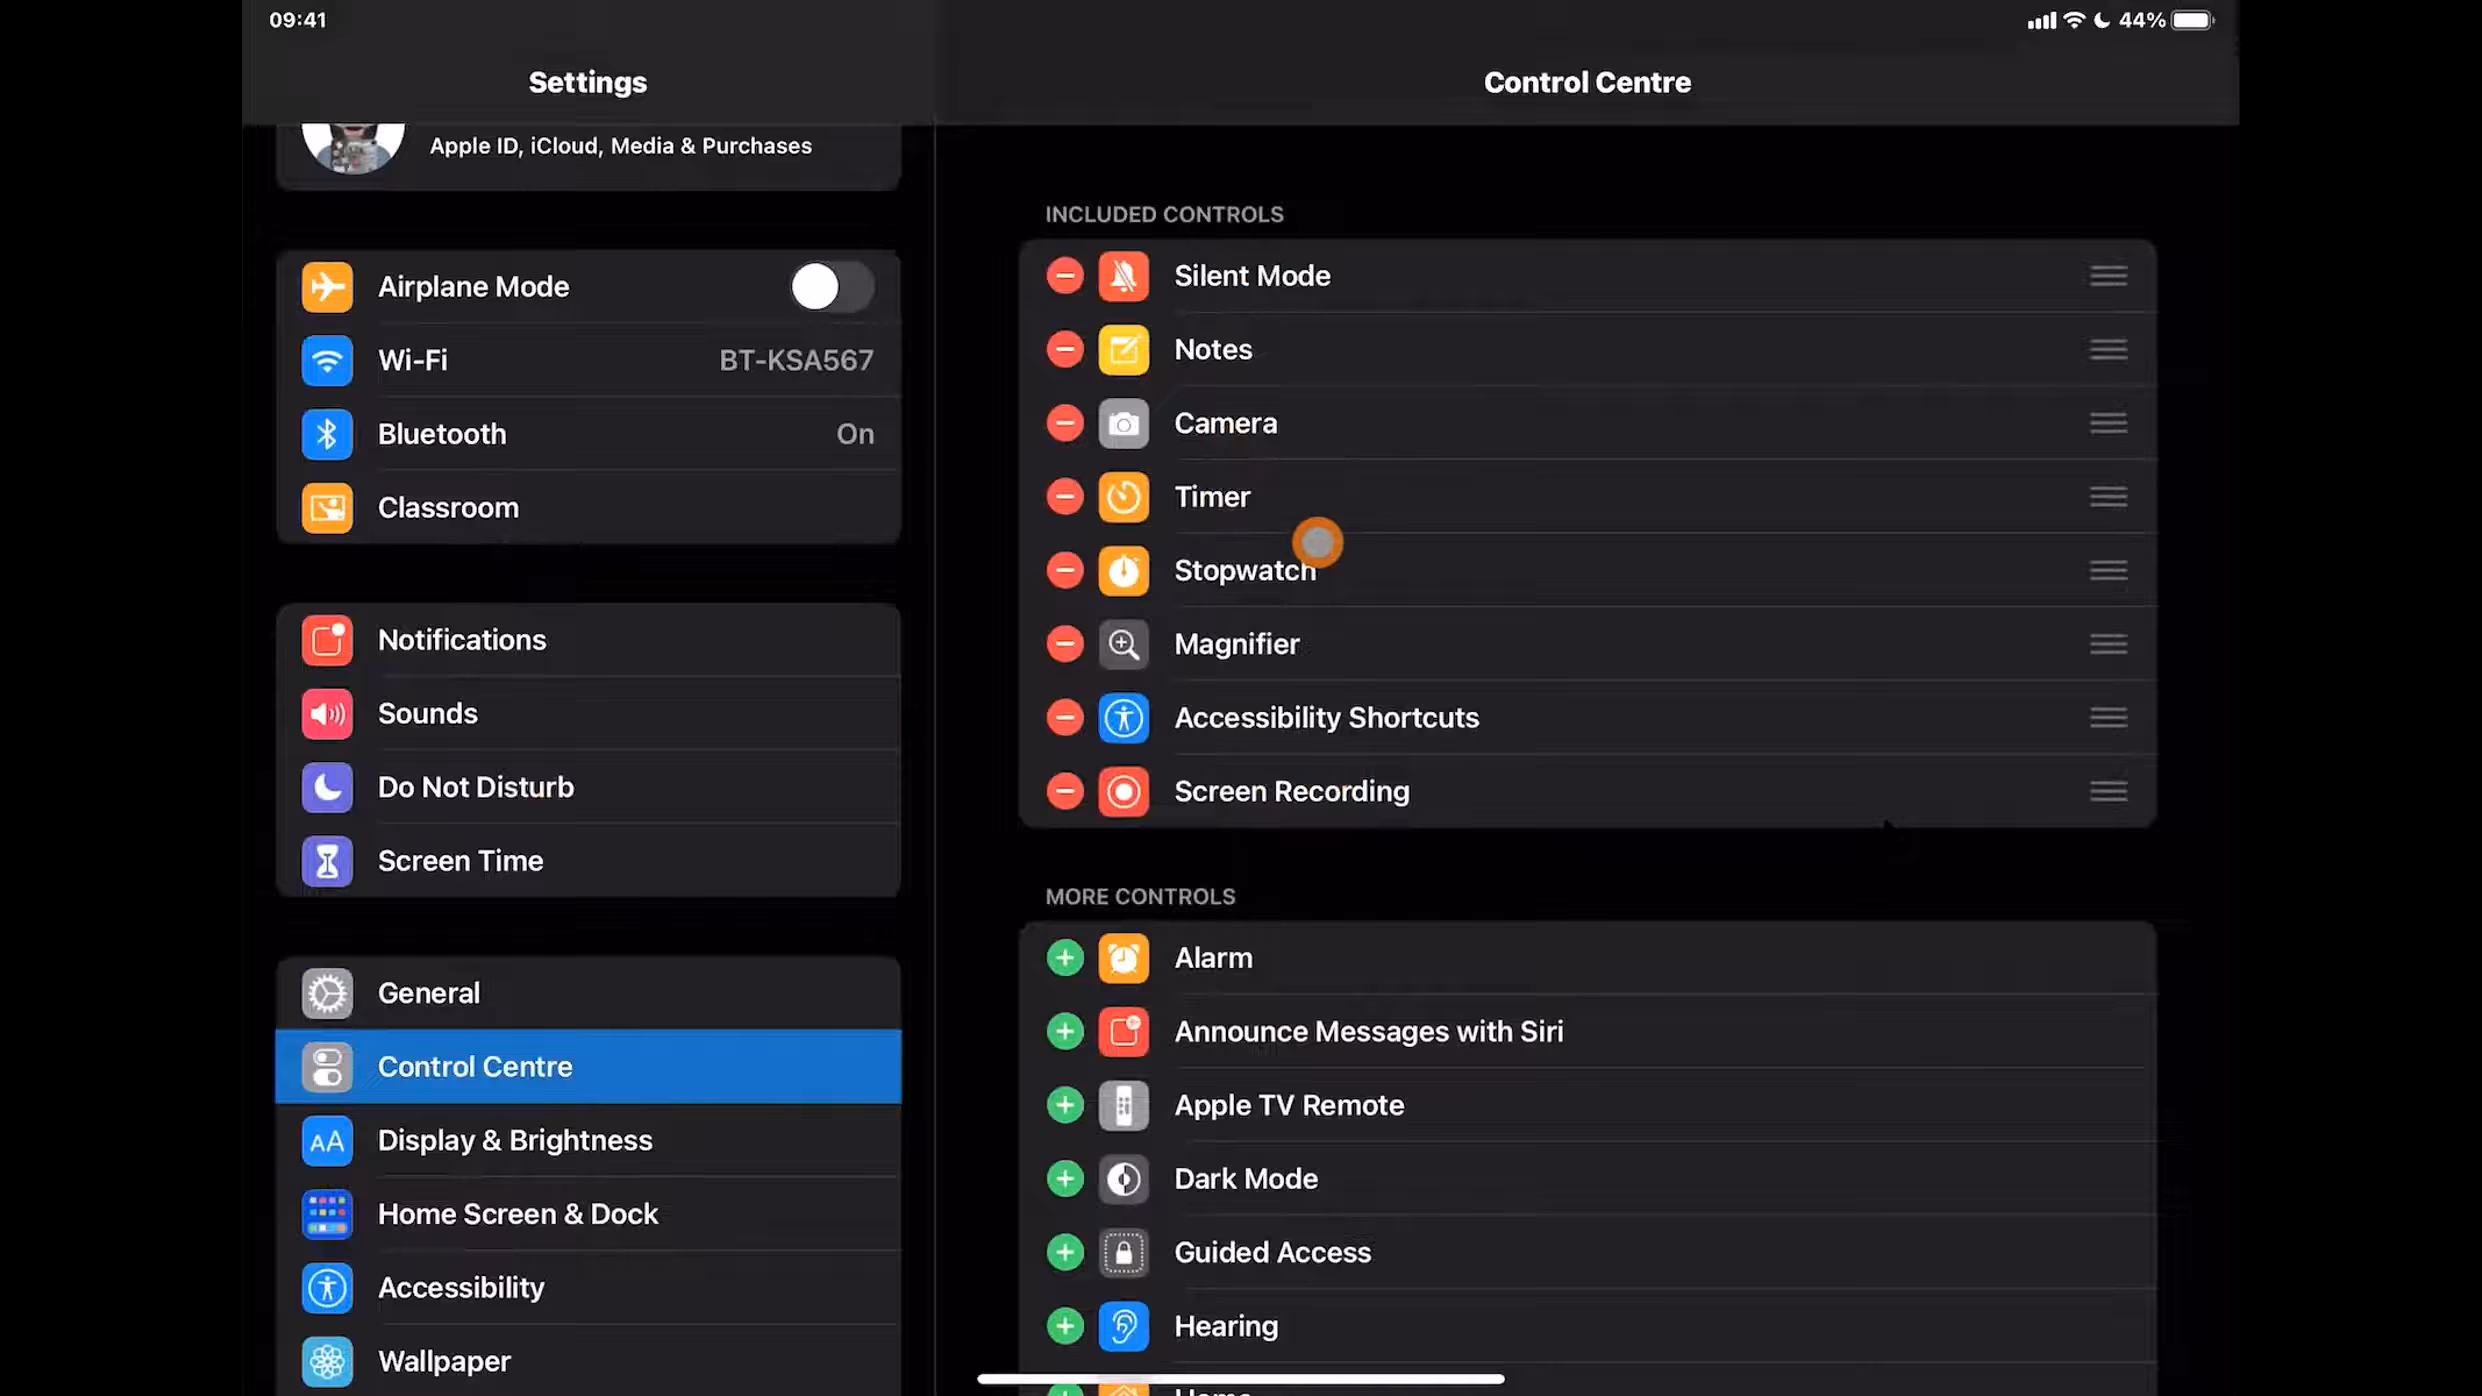 09:41
44%
Settings
Control Centre
Apple ID, iCloud, Media & Purchases
Airplane Mode
Wi-Fi BT-KSA567
Bluetooth On
Classroom
Notifications
Sounds
Do Not Disturb
Screen Time
General
Control Centre
AA Display & Brightness
Home Screen & Dock
Accessibility
Wallpaper
INCLUDED CONTROLS
Silent Mode
Notes
Camera
Timer
Stopwatch
Magnifier
Accessibility Shortcuts
Screen Recording
MORE CONTROLS
Alarm
Announce Messages with Siri
Apple TV Remote
Dark Mode
Guided Access
Hearing